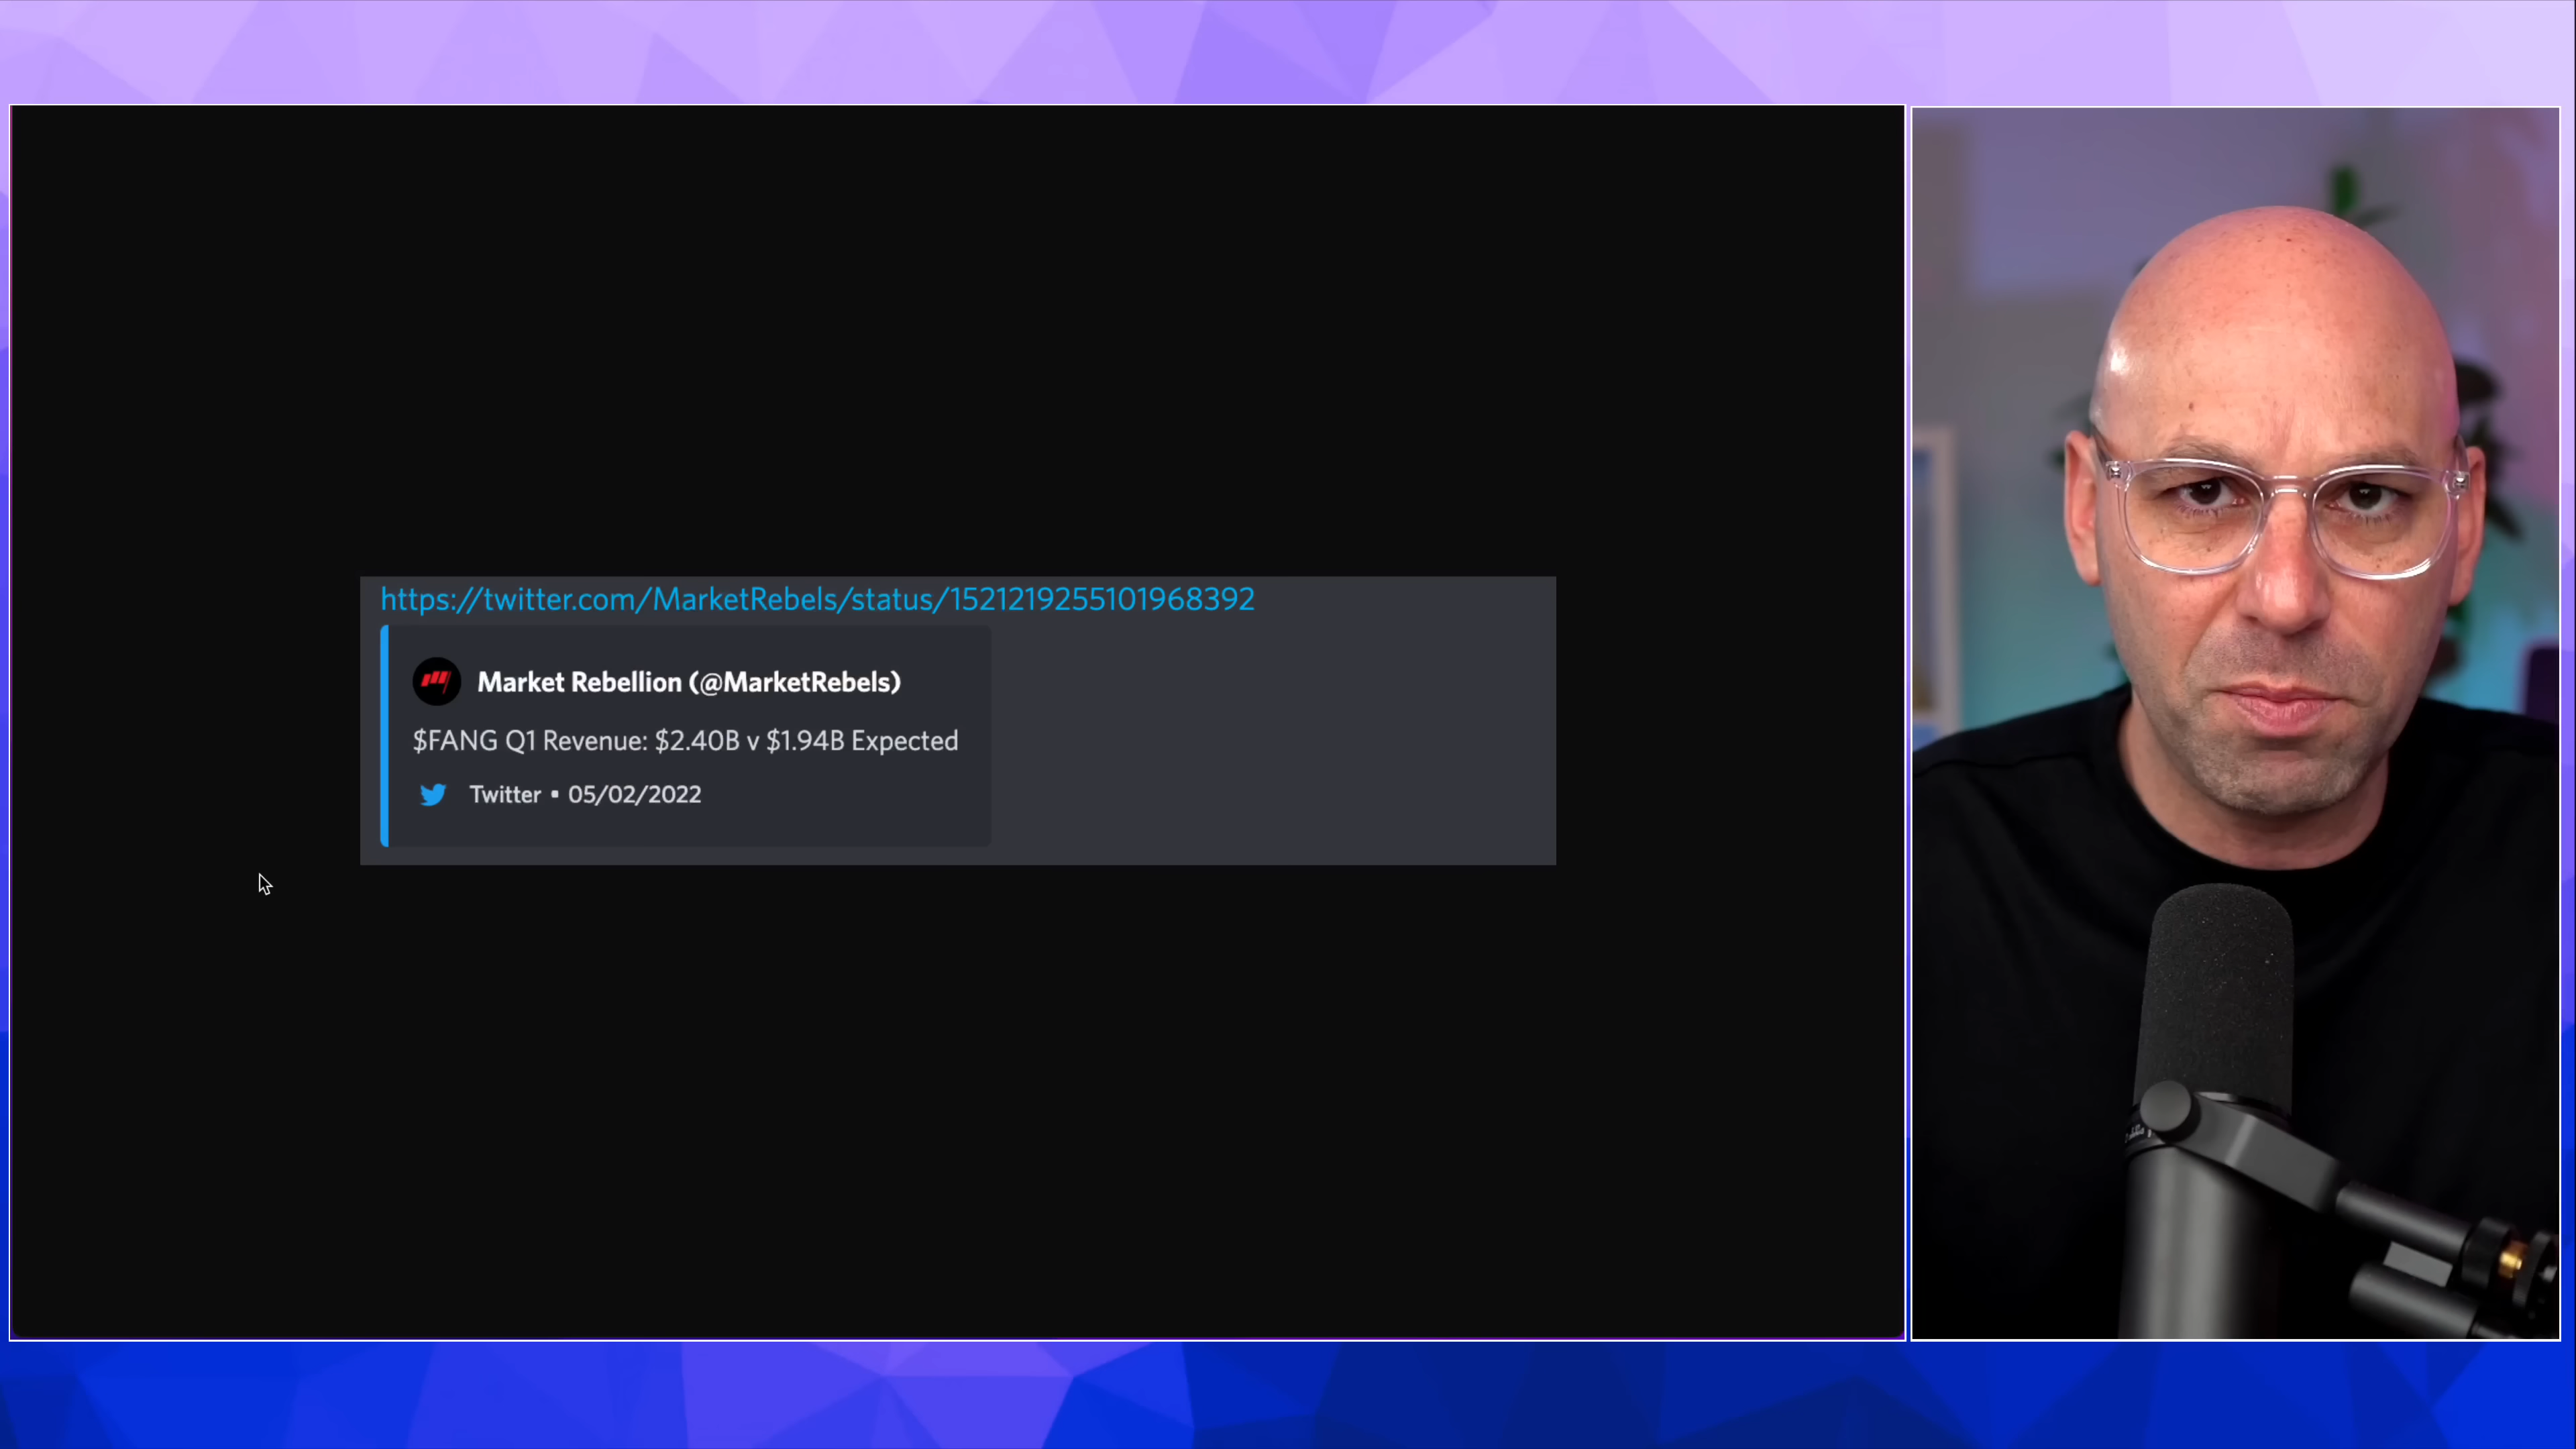 https://twitter.com/MarketRebels/status/1521219255101968392
Market Rebellion (@MarketRebels)
$FANG Q1 Revenue: $2.40B v $1.94B Expected
Twitter ▪ 05/02/2022